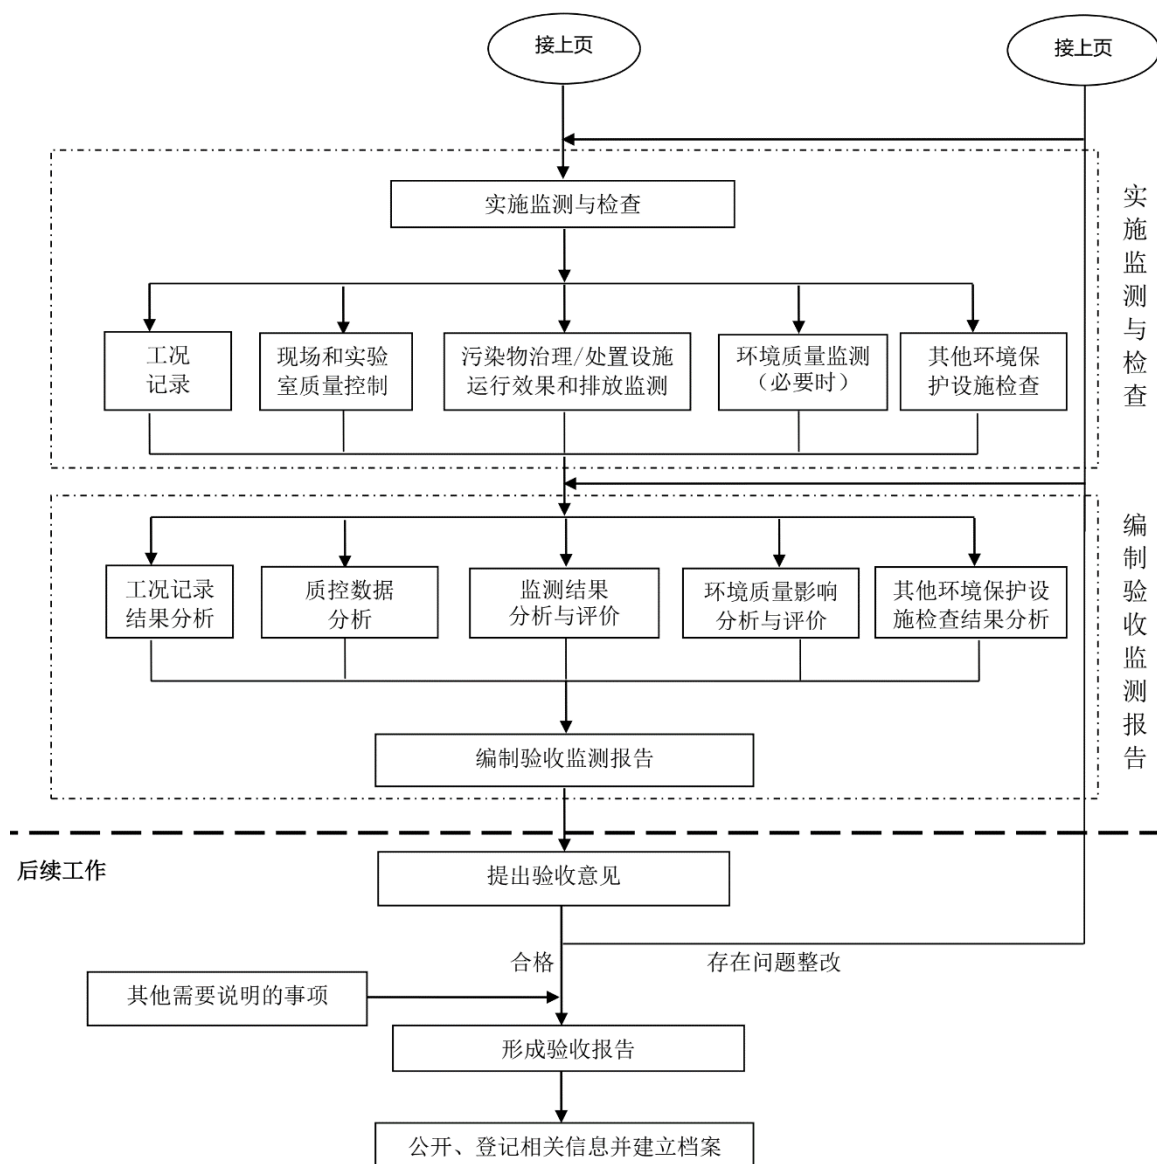 接上页
接上页
实施监测与检查
实施监测与检查
工况
记录
现场和实验
室质量控制
污染物治理/处置设施
运行效果和排放监测
环境质量监测
（必要时）
其他环境保
护设施检查
编制验收监测报告
工况记录
结果分析
质控数据
分析
监测结果
分析与评价
环境质量影响
分析与评价
其他环境保护设
施检查结果分析
编制验收监测报告
后续工作
提出验收意见
合格
存在问题整改
其他需要说明的事项
形成验收报告
公开、登记相关信息并建立档案